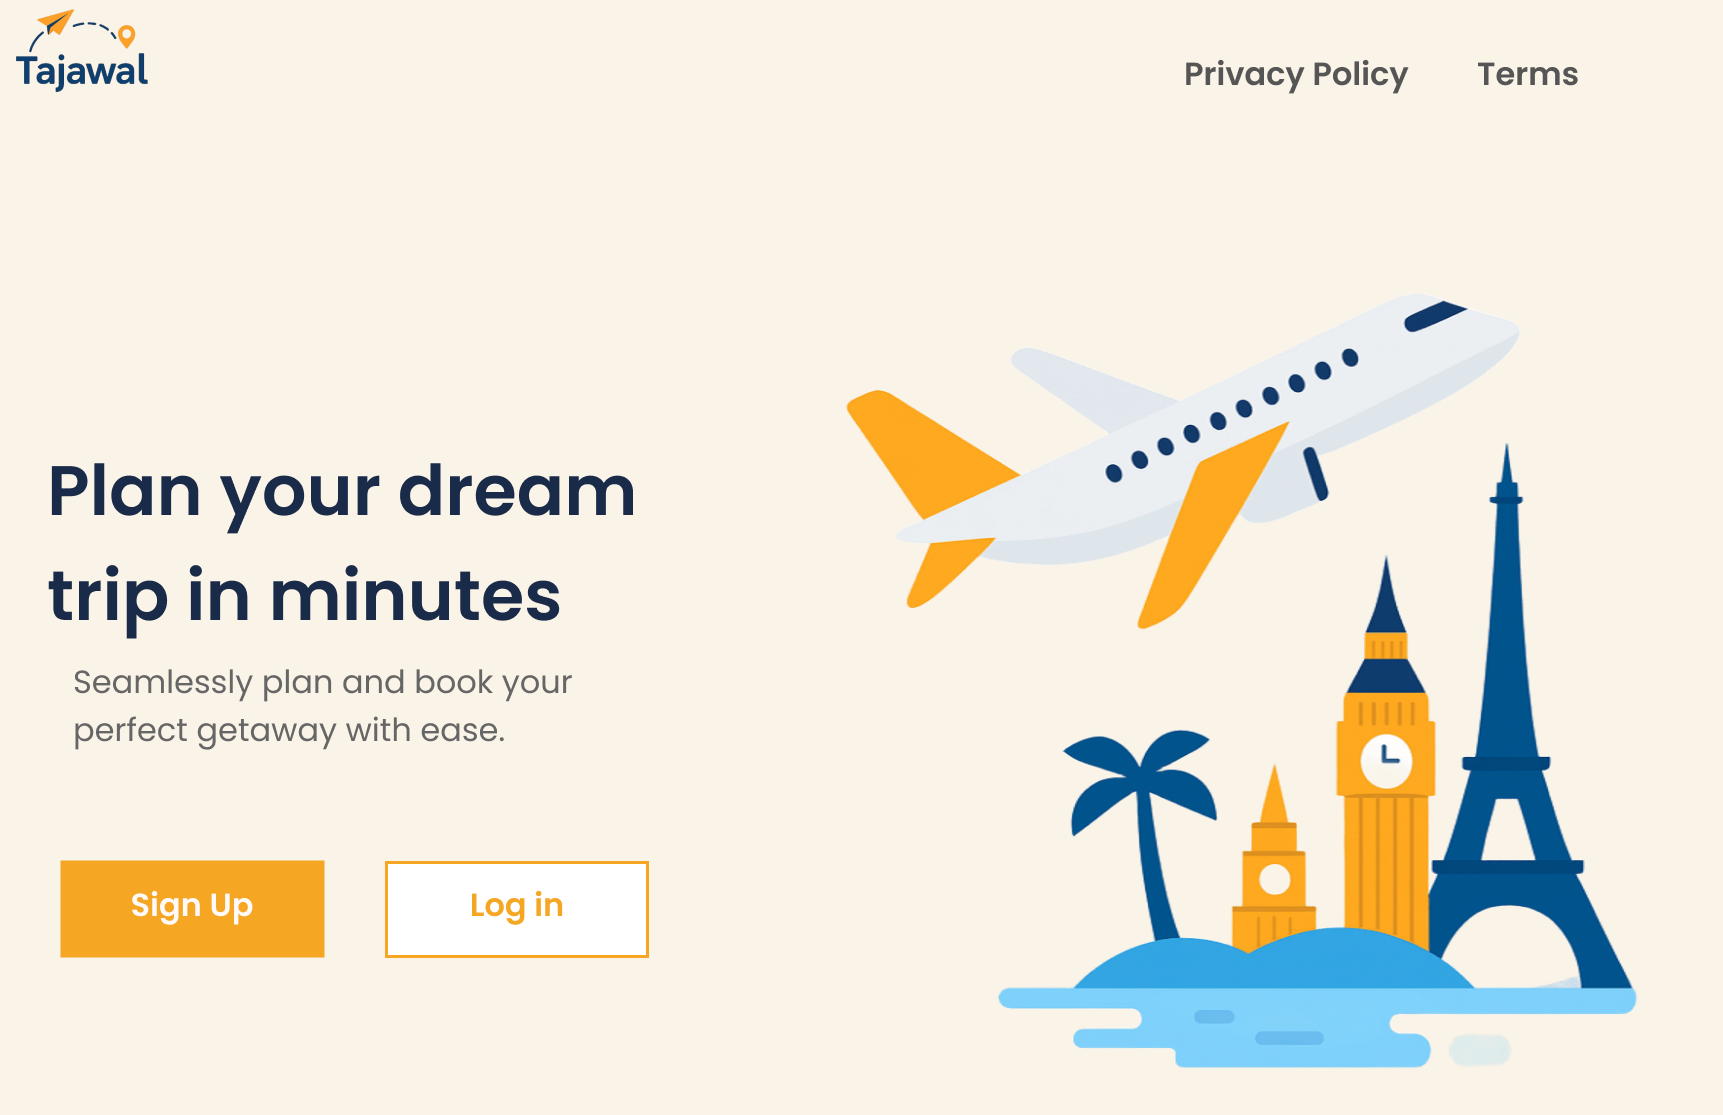 Tajawal
Privacy Policy
Terms
Plan your dream
trip in minutes
Seamlessly plan and book your
perfect getaway with ease.
Sign Up
Log in